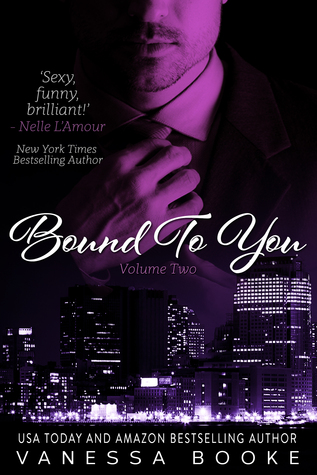 'Sexy,
funny,
brilliant!'
- Nelle L'Amour
New York Times
Bestselling Author
Bound To You
Volume Two
USA TODAY AND AMAZON BESTSELLING AUTHOR
VANESSA BOOKE